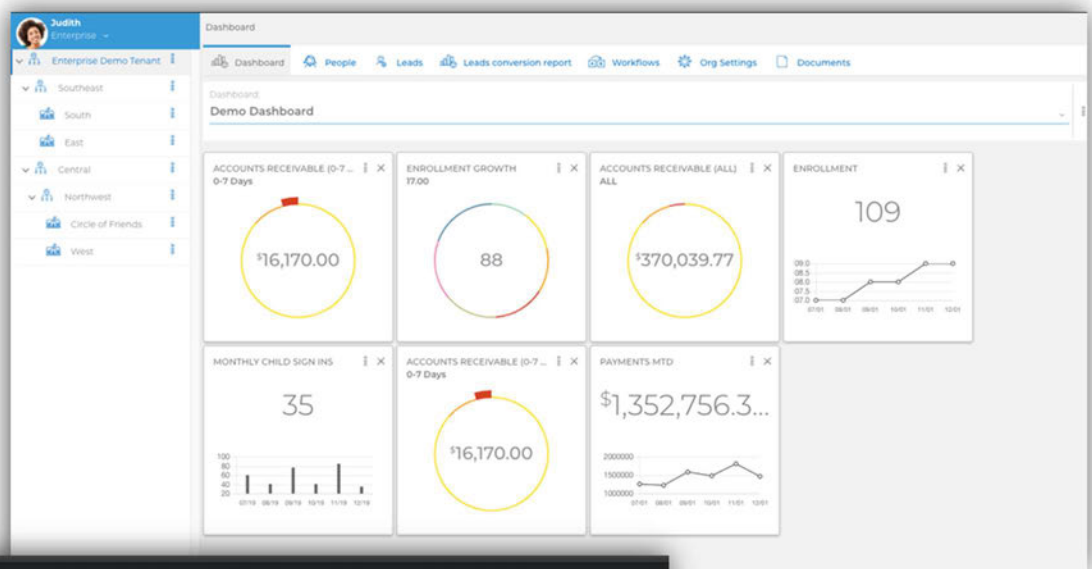 Judith
Enterprise
Enterprise Demo Tenant
Southeast
South
East
Central
Northwest
Circle of Friends
West
Dashboard
Dashboard People Leads Leads conversion report Workflows Org Settings Documents
Dashboard
Demo Dashboard
ACCOUNTS RECEIVABLE (0-7 ...
0-7 Days
$16,170.00
ENROLLMENT GROWTH
17.00
88
ACCOUNTS RECEIVABLE (ALL)
ALL
$370,039.77
ENROLLMENT
109
09.0
08.5
08.0
07.5
07.0
07/01 08/01 09/01 10/01 11/01 12/01
MONTHLY CHILD SIGN INS
35
100
80
60
40
20
07/19 08/19 09/19 10/19 11/19 12/19
ACCOUNTS RECEIVABLE (0-7 ...
0-7 Days
$16,170.00
PAYMENTS MTD
$1,352,756.3...
2000000
1500000
1000000
07/01 08/01 09/01 10/01 11/01 12/01